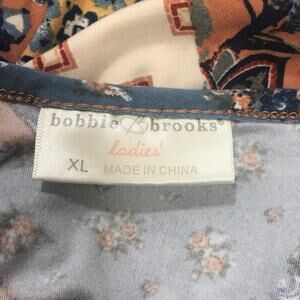 bobbie B brooks®
ladies'
XL MADE IN CHINA